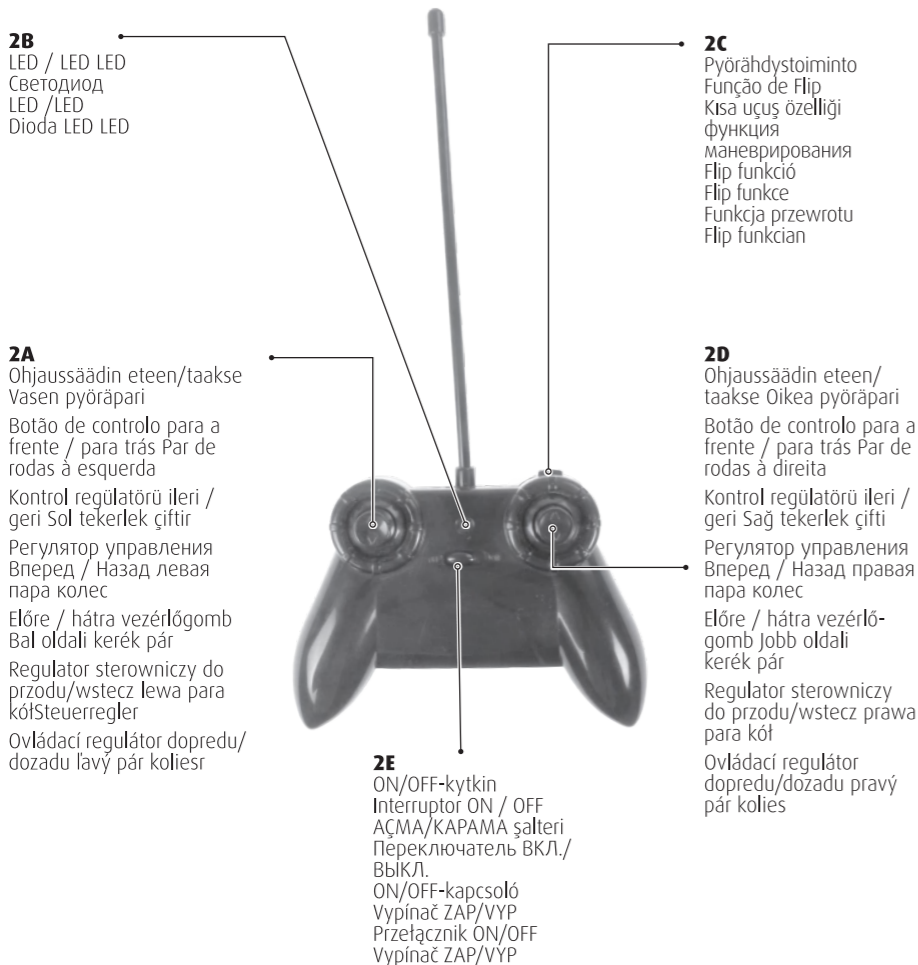 2B
LED / LED LED
Светодиод
LED /LED
Dioda LED LED
2C
Pyörähdystoiminto
Função de Flip
Kısa uçuş özelliği
функция
маневрирования
Flip funkció
Flip funkce
Funkcja przewrotu
Flip funkcian
2A
Ohjaussäädin eteen/taakse
Vasen pyöräpari
Botão de controlo para a
frente / para trás Par de
rodas à esquerda
Kontrol regülatörü ileri /
geri Sol tekerlek çiftir
Регулятор управления
Вперед / Назад левая
пара колес
Előre / hátra vezérlőgomb
Bal oldali kerék pár
Regulator sterowniczy do
przodu/wstecz lewa para
kółSteuerregler
Ovládací regulátor dopredu/
dozadu ľavý pár koliesr
2D
Ohjaussäädin eteen/
taakse Oikea pyöräpari
Botão de controlo para a
frente / para trás Par de
rodas à direita
Kontrol regülatörü ileri /
geri Sağ tekerlek çifti
Регулятор управления
Вперед / Назад правая
пара колес
Előre / hátra vezérlő-
gomb Jobb oldali
kerék pár
Regulator sterowniczy
do przodu/wstecz prawa
para kół
Ovládací regulátor
dopredu/dozadu pravý
pár kolies
2E
ON/OFF-kytkin
Interruptor ON / OFF
AÇMA/KAPAMA şalteri
Переключатель ВКЛ./
ВЫКЛ.
ON/OFF-kapcsoló
Vypínač ZAP/VYP
Przełącznik ON/OFF
Vypínač ZAP/VYP